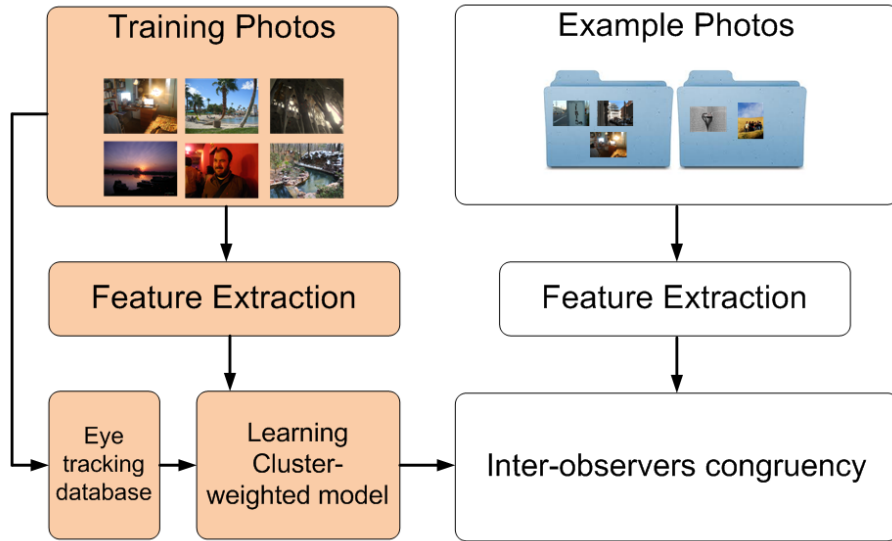 Training Photos
Example Photos
Feature Extraction
Feature Extraction
Eye
tracking
database
Learning
Cluster-
weighted model
Inter-observers congruency